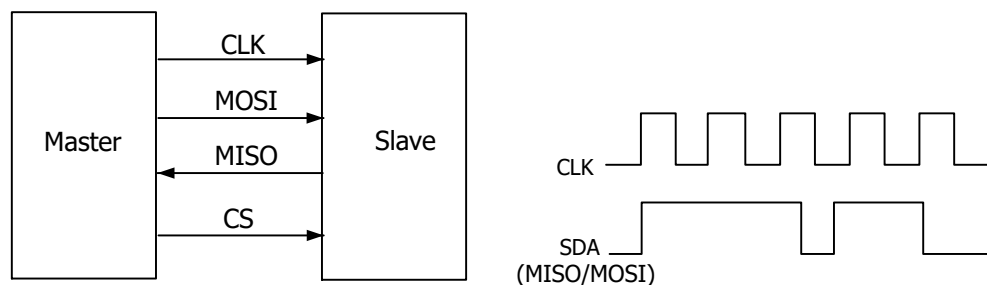 Master
CLK
MOSI
MISO
CS
Slave
CLK
SDA
(MISO/MOSI)